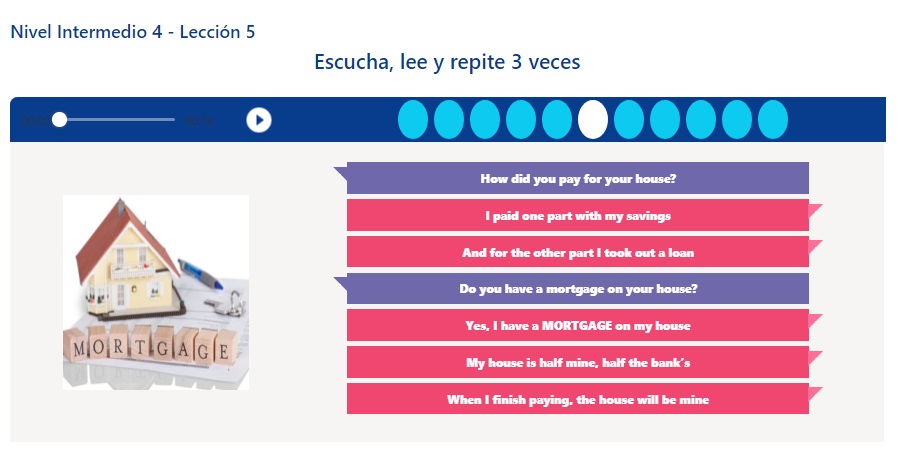 Nivel Intermedio 4 - Lección 5
Escucha, lee y repite 3 veces
How did you pay for your house?
I paid one part with my savings
And for the other part I took out a loan
Do you have a mortgage on your house?
Yes, I have a MORTGAGE on my house
My house is half mine, half the bank's
When I finish paying, the house will be mine
MORTGAGE